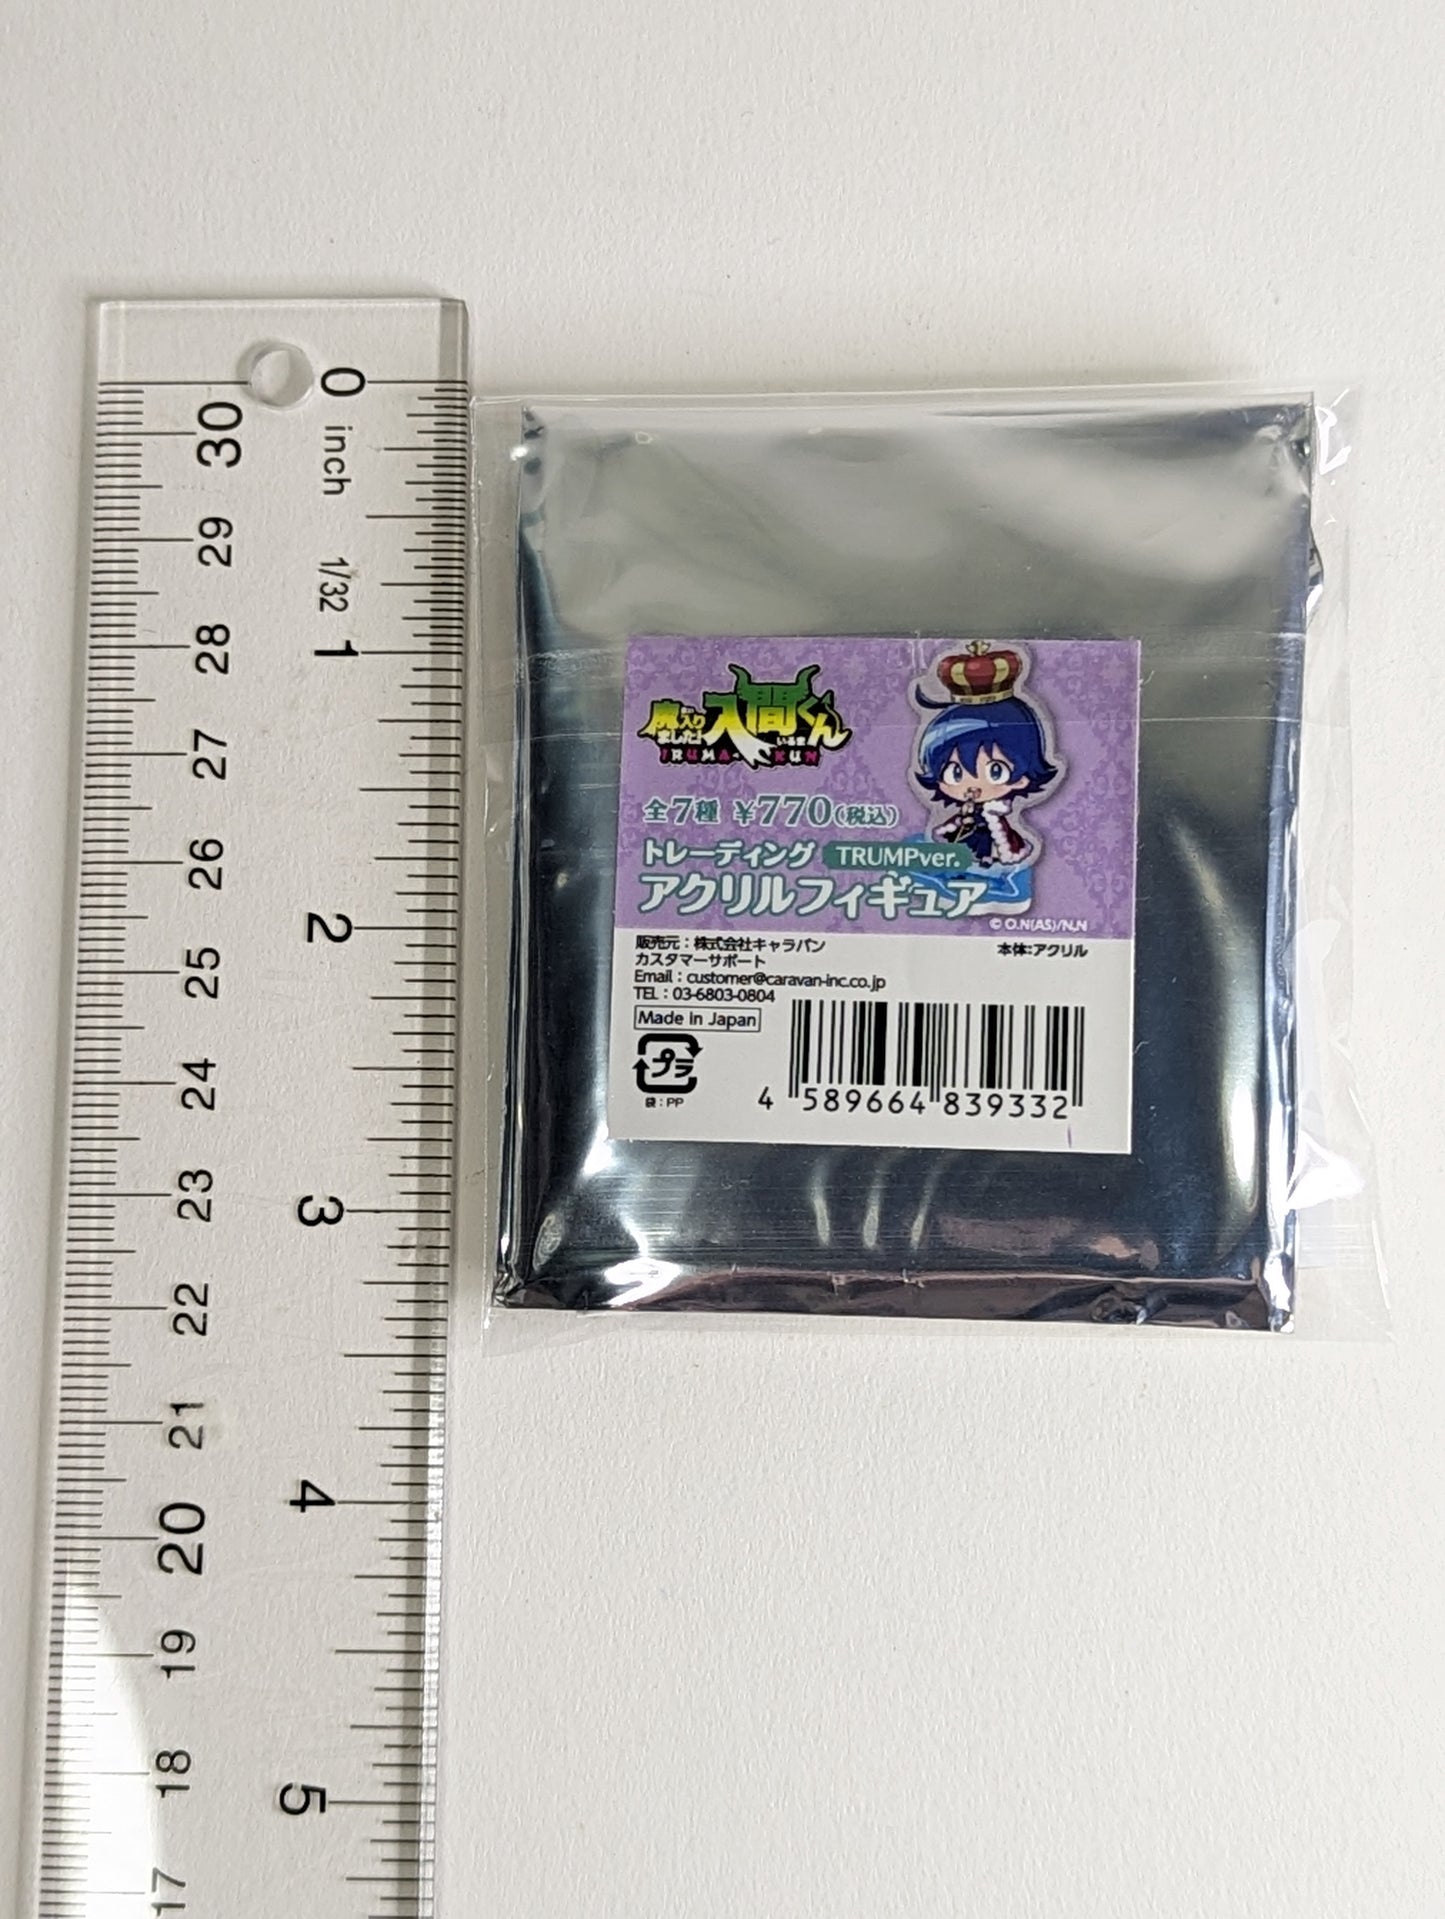 0
inch
1/32
1
2
3
4
5
30
29
28
27
26
25
24
23
22
21
20
19
18
17
魔入りました!入間くん
いるま
IRUMA-KUN
全7種 ¥770(税込)
トレーディング TRUMPver.
アクリルフィギュア
© O.N(AS)/N,N
販売元:株式会社キャラバン 本体:アクリル
カスタマーサポート
Email:customer@caravan-inc.co.jp
TEL:03-6803-0804
Made in Japan
プラ
袋:PP
4 589664 839332